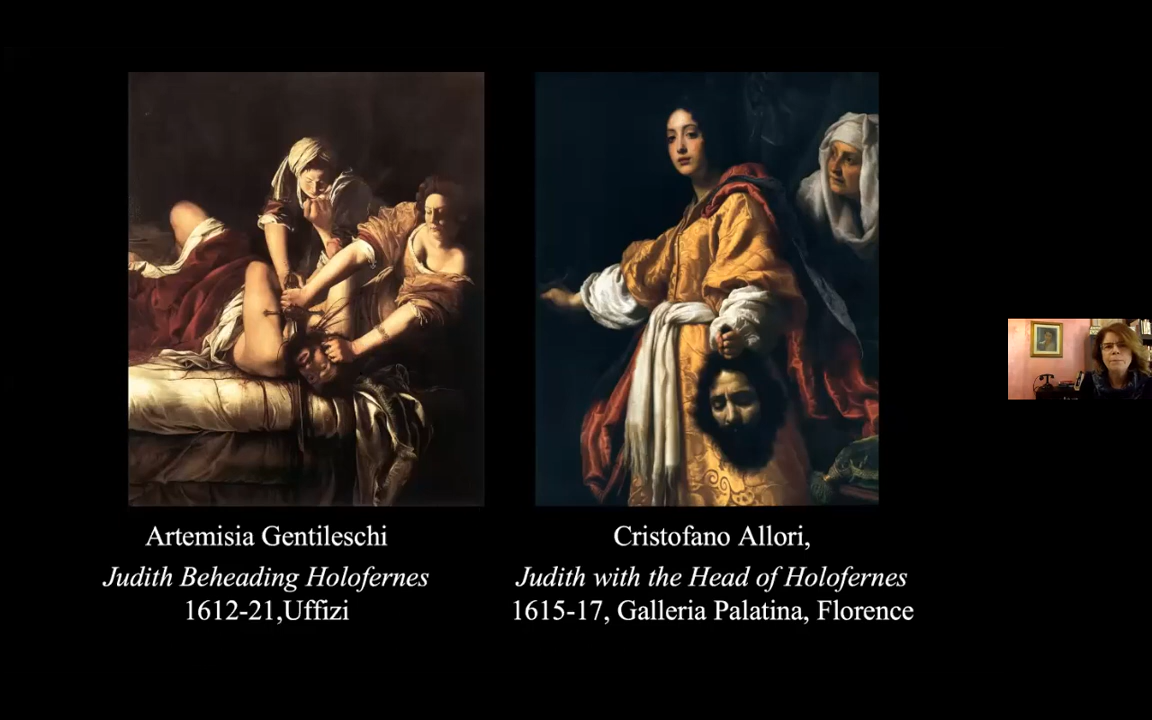 Artemisia Gentileschi
Judith Beheading Holofernes
1612-21,Uffizi
Cristofano Allori,
Judith with the Head of Holofernes
1615-17, Galleria Palatina, Florence